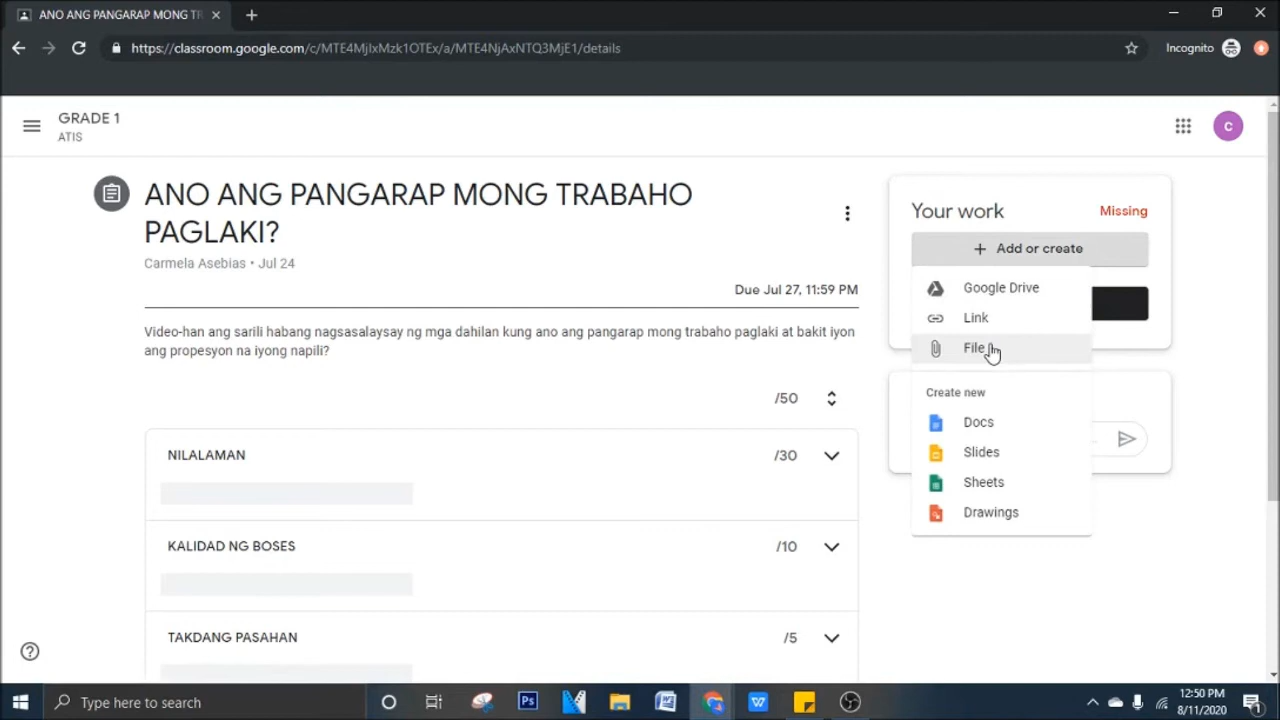 ANO ANG PANGARAP MONG TR
https://classroom.google.com/c/MTE4MjIxMzk1OTEx/a/MTE4NjAxNTQ3MjE1/details
Incognito
GRADE 1
ATIS
C
ANO ANG PANGARAP MONG TRABAHO
PAGLAKI?
Carmela Asebias • Jul 24
Due Jul 27, 11:59 PM
Video-han ang sarili habang nagsasalaysay ng mga dahilan kung ano ang pangarap mong trabaho paglaki at bakit iyon
ang propesyon na iyong napili?
/50
NILALAMAN /30
KALIDAD NG BOSES /10
TAKDANG PASAHAN /5
Your work Missing
+ Add or create
Google Drive
Link
File
Create new
Docs
Slides
Sheets
Drawings
Type here to search
Ps
W
12:50 PM
8/11/2020
1